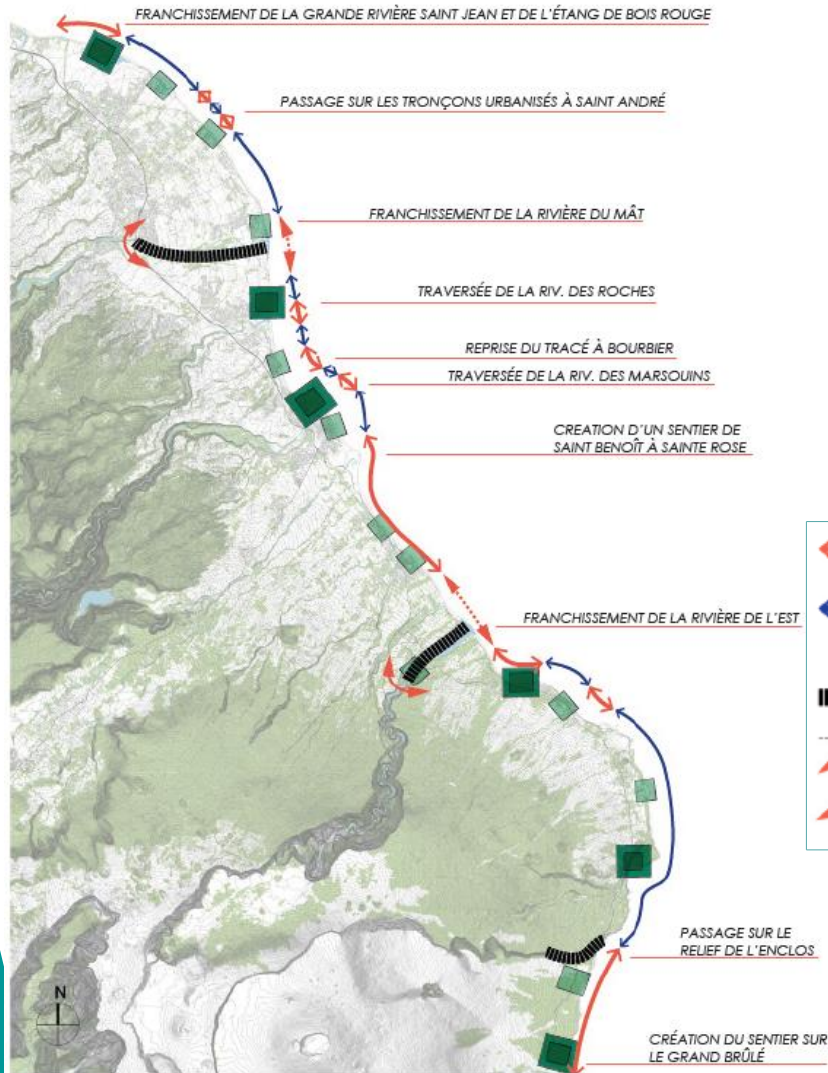 FRANCHISSEMENT DE LA GRANDE RIVIÈRE SAINT JEAN ET DE L'ÉTANG DE BOIS ROUGE
PASSAGE SUR LES TRONÇONS URBANISÉS À SAINT ANDRÉ
FRANCHISSEMENT DE LA RIVIÈRE DU MÂT
TRAVERSÉE DE LA RIV. DES ROCHES
REPRISE DU TRACÉ À BOURBIER
TRAVERSÉE DE LA RIV. DES MARSOUINS
CREATION D'UN SENTIER DE
SAINT BENOÎT À SAINTE ROSE
FRANCHISSEMENT DE LA RIVIÈRE DE L'EST
PASSAGE SUR LE
RELIEF DE L'ENCLOS
N
CRÉATION DU SENTIER SUR
LE GRAND BRÛLÉ